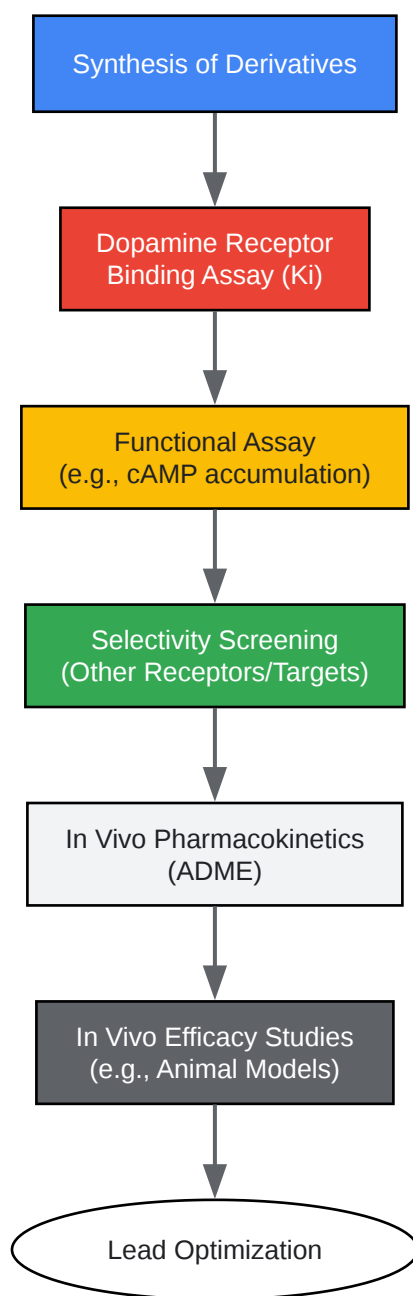 Synthesis of Derivatives
Dopamine Receptor
Binding Assay (Ki)
Functional Assay
(e.g., cAMP accumulation)
Selectivity Screening
(Other Receptors/Targets)
In Vivo Pharmacokinetics
(ADME)
In Vivo Efficacy Studies
(e.g., Animal Models)
Lead Optimization